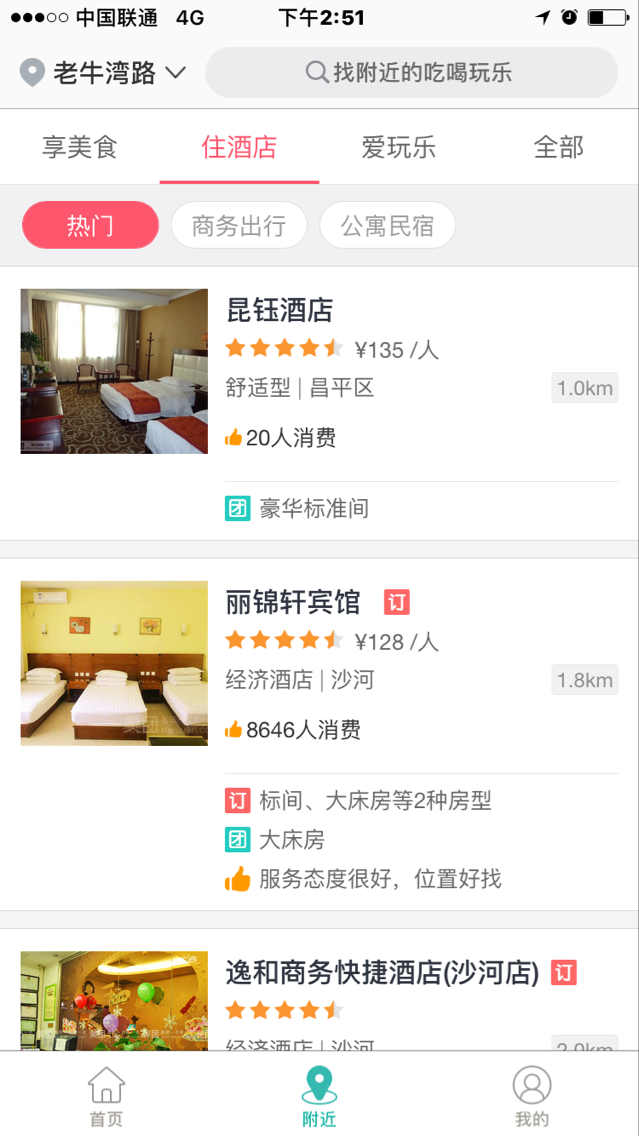 中国联通 4G 下午2:51
老牛湾路 找附近的吃喝玩乐
享美食 住酒店 爱玩乐 全部
热门 商务出行 公寓民宿
昆钰酒店
¥135 /人
舒适型 | 昌平区 1.0km
20人消费
团 豪华标准间
丽锦轩宾馆 订
¥128 /人
经济酒店 | 沙河 1.8km
8646人消费
订 标间、大床房等2种房型
团 大床房
服务态度很好，位置好找
逸和商务快捷酒店(沙河店) 订
经济酒店 | 沙河 2.0km
首页 附近 我的